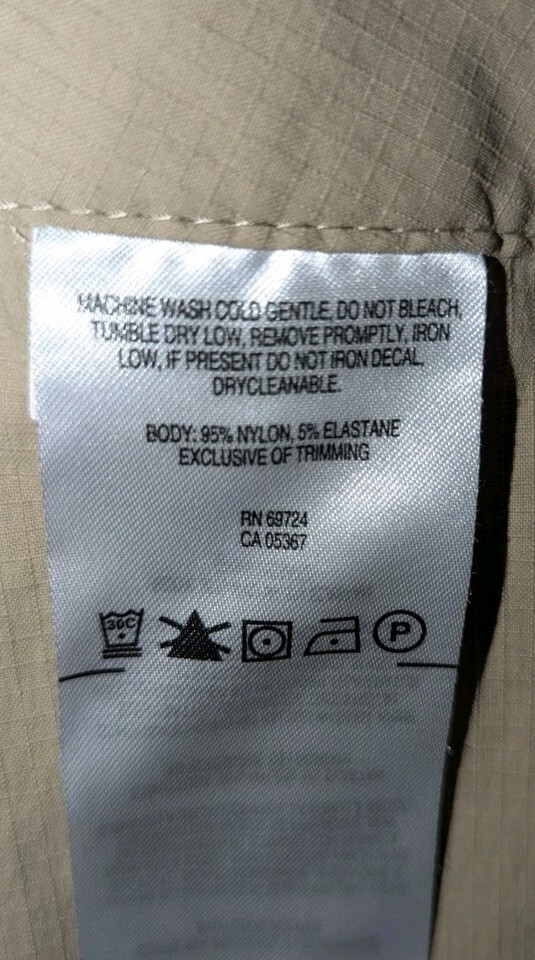 MACHINE WASH COLD GENTLE, DO NOT BLEACH,
TUMBLE DRY LOW, REMOVE PROMPTLY, IRON
LOW, IF PRESENT DO NOT IRON DECAL,
DRYCLEANABLE.
BODY: 95% NYLON, 5% ELASTANE
EXCLUSIVE OF TRIMMING
RN 69724
CA 05367
30C P